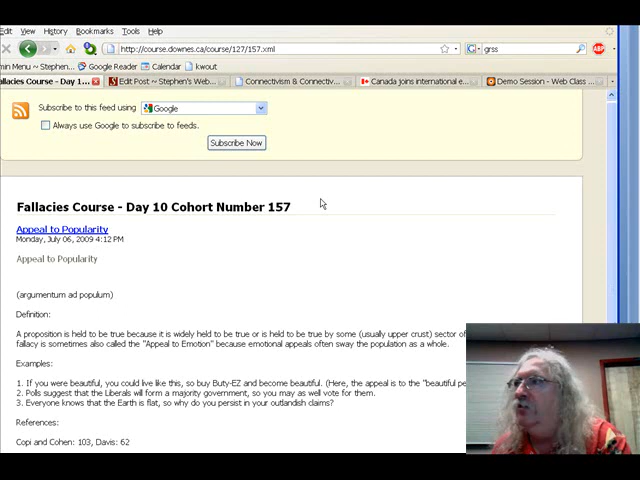 Edit View History Bookmarks Tools Help
http://course.downes.ca/course/127/157.xml
grss
ABP
min Menu ~ Stephen... Google Reader Calendar kwout
allacies Course - Day 1... Edit Post ~ Stephen's Web... Connectivism & Connectiv... Canada joins international e... Demo Session - Web Class ...
Subscribe to this feed using Google
Always use Google to subscribe to feeds.
Subscribe Now
Fallacies Course - Day 10 Cohort Number 157
Appeal to Popularity
Monday, July 06, 2009 4:12 PM
Appeal to Popularity
(argumentum ad populum)
Definition:
A proposition is held to be true because it is widely held to be true or is held to be true by some (usually upper crust) sector of
fallacy is sometimes also called the "Appeal to Emotion" because emotional appeals often sway the population as a whole.
Examples:
1. If you were beautiful, you could live like this, so buy Buty-EZ and become beautiful. (Here, the appeal is to the "beautiful pe
2. Polls suggest that the Liberals will form a majority government, so you may as well vote for them.
3. Everyone knows that the Earth is flat, so why do you persist in your outlandish claims?
References:
Copi and Cohen: 103, Davis: 62